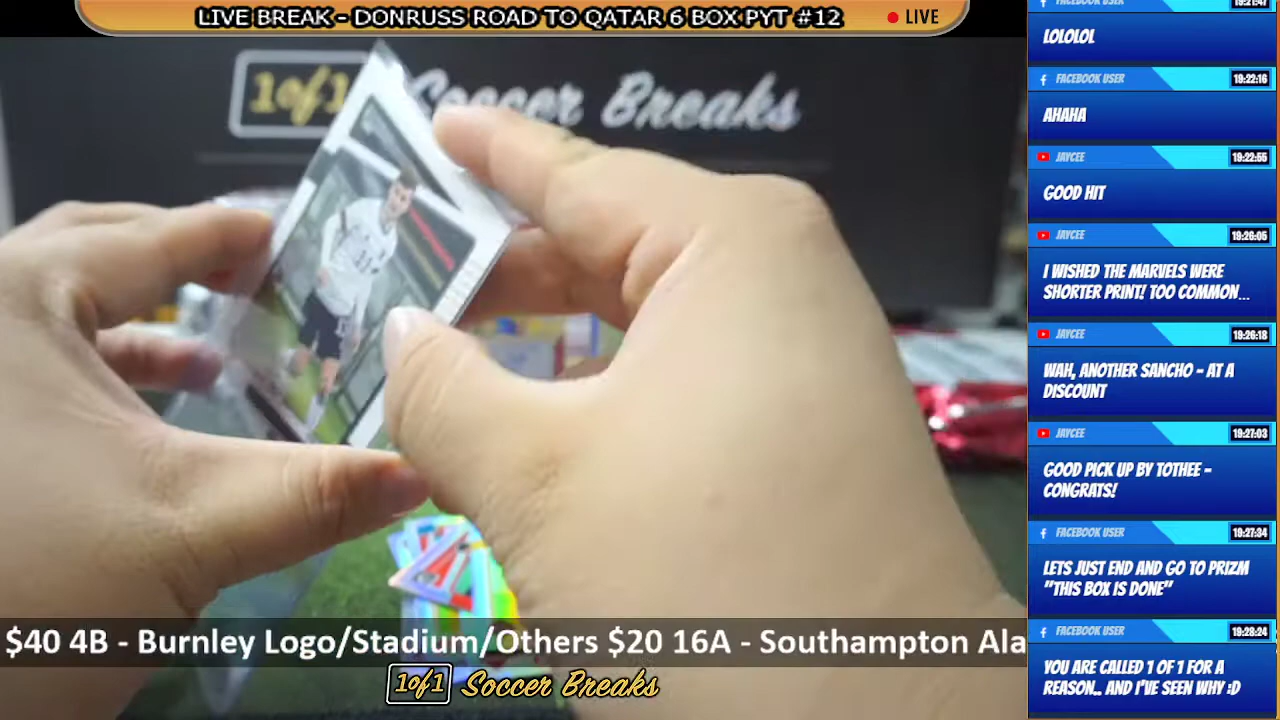 LIVE BREAK - DONRUSS ROAD TO QATAR 6 BOX PYT #12
LIVE
1of1 Soccer Breaks
$40 4B - Burnley Logo/Stadium/Others $20 16A - Southampton Ala
1of1 Soccer Breaks
FACEBOOK USER 19:21:47
LOLOLOL
FACEBOOK USER 19:22:16
AHAHA
JAYCEE 19:22:55
GOOD HIT
JAYCEE 19:26:05
I WISHED THE MARVELS WERE
SHORTER PRINT! TOO COMMON...
JAYCEE 19:26:18
WAH, ANOTHER SANCHO - AT A
DISCOUNT
JAYCEE 19:27:03
GOOD PICK UP BY TOTHEE -
CONGRATS!
FACEBOOK USER 19:27:34
LETS JUST END AND GO TO PRIZM
"THIS BOX IS DONE"
FACEBOOK USER 19:28:24
YOU ARE CALLED 1 OF 1 FOR A
REASON.. AND I'VE SEEN WHY :D